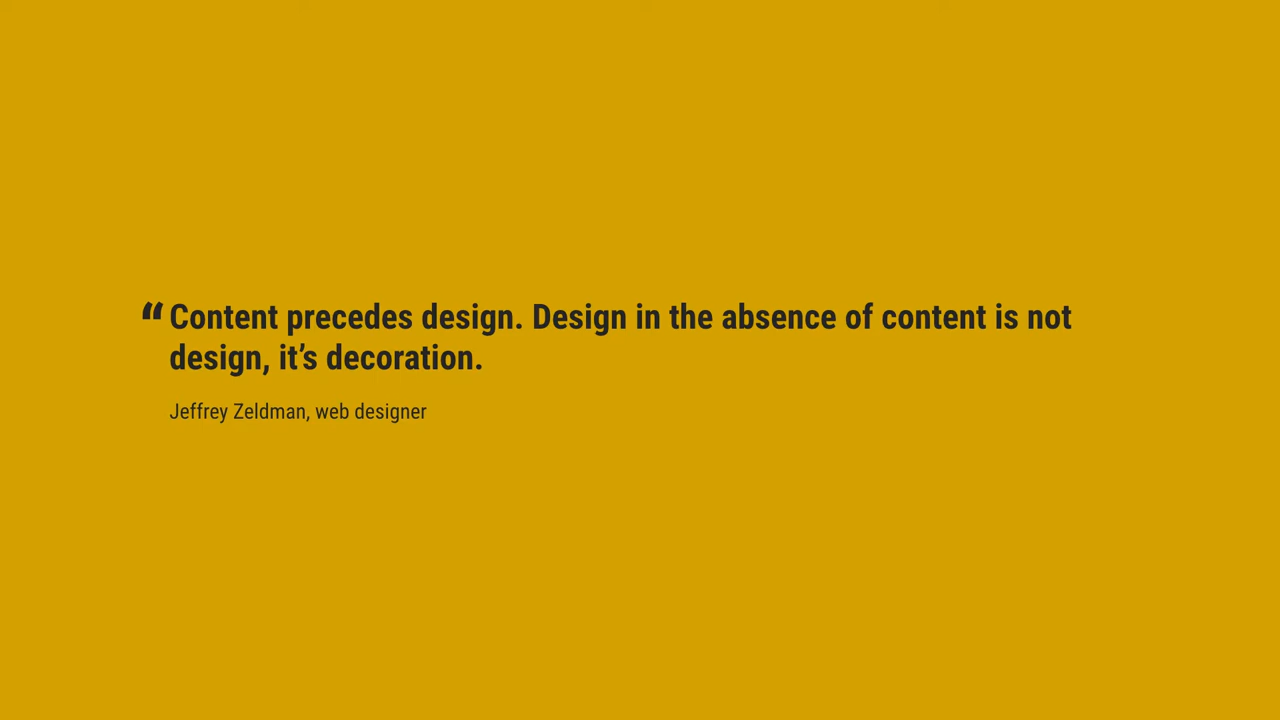 “Content precedes design. Design in the absence of content is not
design, it’s decoration.
Jeffrey Zeldman, web designer